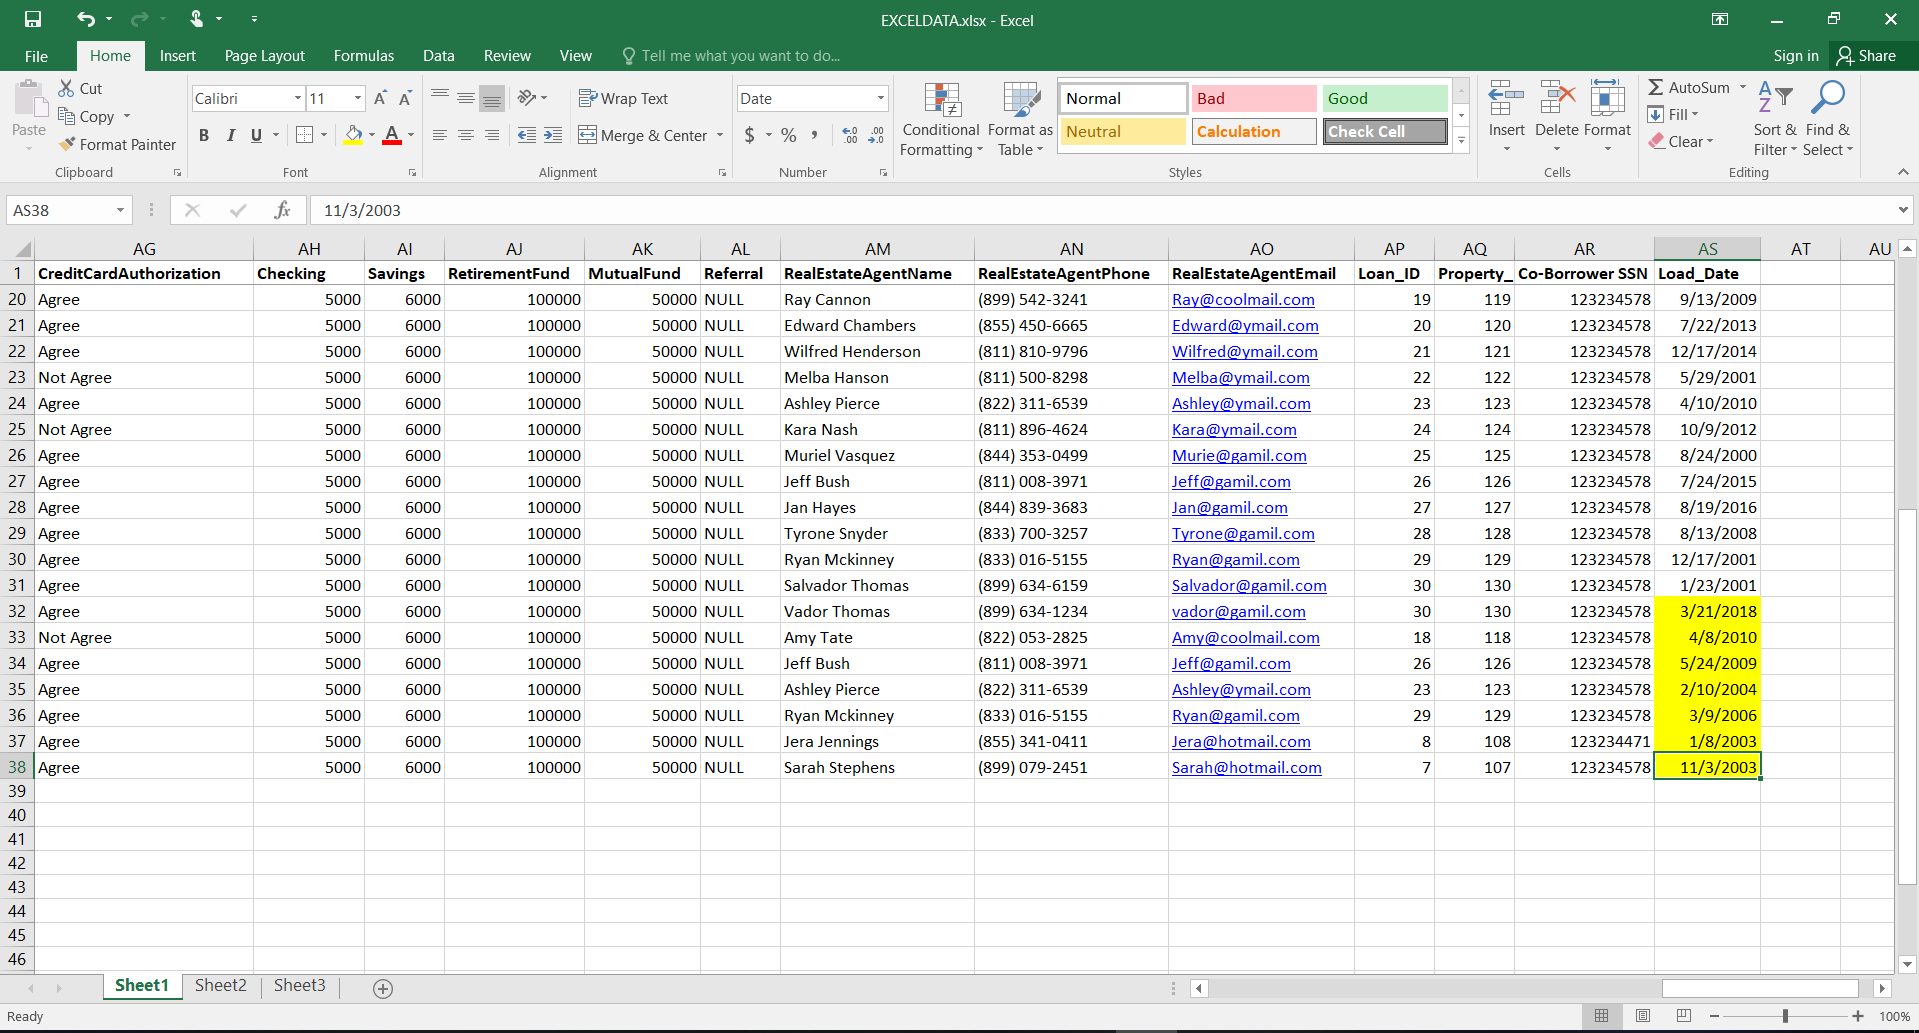 EXCELDATA.xlsx - Excel
File Home Insert Page Layout Formulas Data Review View Tell me what you want to do... Sign in Share
Paste Cut Copy Format Painter
Clipboard
Calibri 11 A A
B I U A
Font
Wrap Text
Merge & Center
Alignment
Date
$ % , .00 .00
Number
Conditional Formatting Format as Table
Normal Bad Good
Neutral Calculation Check Cell
Styles
Insert Delete Format
Cells
AutoSum
Fill
Clear
Sort & Filter Find & Select
Editing
AS38 fx 11/3/2003
AG AH AI AJ AK AL AM AN AO AP AQ AR AS AT AU
1 CreditCardAuthorization Checking Savings RetirementFund MutualFund Referral RealEstateAgentName RealEstateAgentPhone RealEstateAgentEmail Loan_ID Property_ Co-Borrower SSN Load_Date
20 Agree 5000 6000 100000 50000 NULL Ray Cannon (899) 542-3241 Ray@coolmail.com 19 119 123234578 9/13/2009
21 Agree 5000 6000 100000 50000 NULL Edward Chambers (855) 450-6665 Edward@ymail.com 20 120 123234578 7/22/2013
22 Agree 5000 6000 100000 50000 NULL Wilfred Henderson (811) 810-9796 Wilfred@ymail.com 21 121 123234578 12/17/2014
23 Not Agree 5000 6000 100000 50000 NULL Melba Hanson (811) 500-8298 Melba@ymail.com 22 122 123234578 5/29/2001
24 Agree 5000 6000 100000 50000 NULL Ashley Pierce (822) 311-6539 Ashley@ymail.com 23 123 123234578 4/10/2010
25 Not Agree 5000 6000 100000 50000 NULL Kara Nash (811) 896-4624 Kara@ymail.com 24 124 123234578 10/9/2012
26 Agree 5000 6000 100000 50000 NULL Muriel Vasquez (844) 353-0499 Murie@gamil.com 25 125 123234578 8/24/2000
27 Agree 5000 6000 100000 50000 NULL Jeff Bush (811) 008-3971 Jeff@gamil.com 26 126 123234578 7/24/2015
28 Agree 5000 6000 100000 50000 NULL Jan Hayes (844) 839-3683 Jan@gamil.com 27 127 123234578 8/19/2016
29 Agree 5000 6000 100000 50000 NULL Tyrone Snyder (833) 700-3257 Tyrone@gamil.com 28 128 123234578 8/13/2008
30 Agree 5000 6000 100000 50000 NULL Ryan Mckinney (833) 016-5155 Ryan@gamil.com 29 129 123234578 12/17/2001
31 Agree 5000 6000 100000 50000 NULL Salvador Thomas (899) 634-6159 Salvador@gamil.com 30 130 123234578 1/23/2001
32 Agree 5000 6000 100000 50000 NULL Vador Thomas (899) 634-1234 vador@gamil.com 30 130 123234578 3/21/2018
33 Not Agree 5000 6000 100000 50000 NULL Amy Tate (822) 053-2825 Amy@coolmail.com 18 118 123234578 4/8/2010
34 Agree 5000 6000 100000 50000 NULL Jeff Bush (811) 008-3971 Jeff@gamil.com 26 126 123234578 5/24/2009
35 Agree 5000 6000 100000 50000 NULL Ashley Pierce (822) 311-6539 Ashley@ymail.com 23 123 123234578 2/10/2004
36 Agree 5000 6000 100000 50000 NULL Ryan Mckinney (833) 016-5155 Ryan@gamil.com 29 129 123234578 3/9/2006
37 Agree 5000 6000 100000 50000 NULL Jera Jennings (855) 341-0411 Jera@hotmail.com 8 108 123234471 1/8/2003
38 Agree 5000 6000 100000 50000 NULL Sarah Stephens (899) 079-2451 Sarah@hotmail.com 7 107 123234578 11/3/2003
39
40
41
42
43
44
45
46
Sheet1 Sheet2 Sheet3
Ready 100%